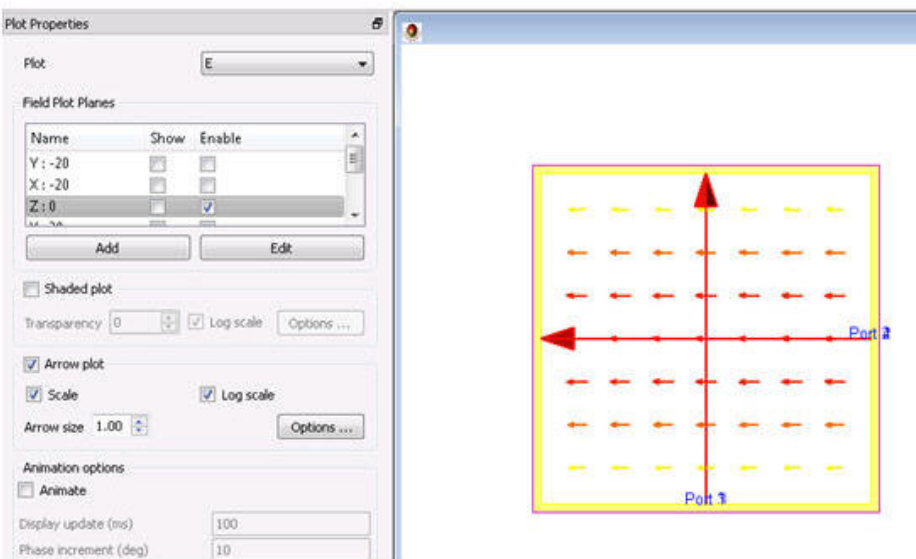 Plot Properties
Plot
E
Field Plot Planes
Name Show Enable
Y : -20
X : -20
Z : 0
Add
Edit
Shaded plot
Transparency 0 Log scale Options ...
Arrow plot
Scale Log scale
Arrow size 1.00 Options ...
Animation options
Animate
Display update (ms) 100
Phase increment (deg) 10
Port
Port